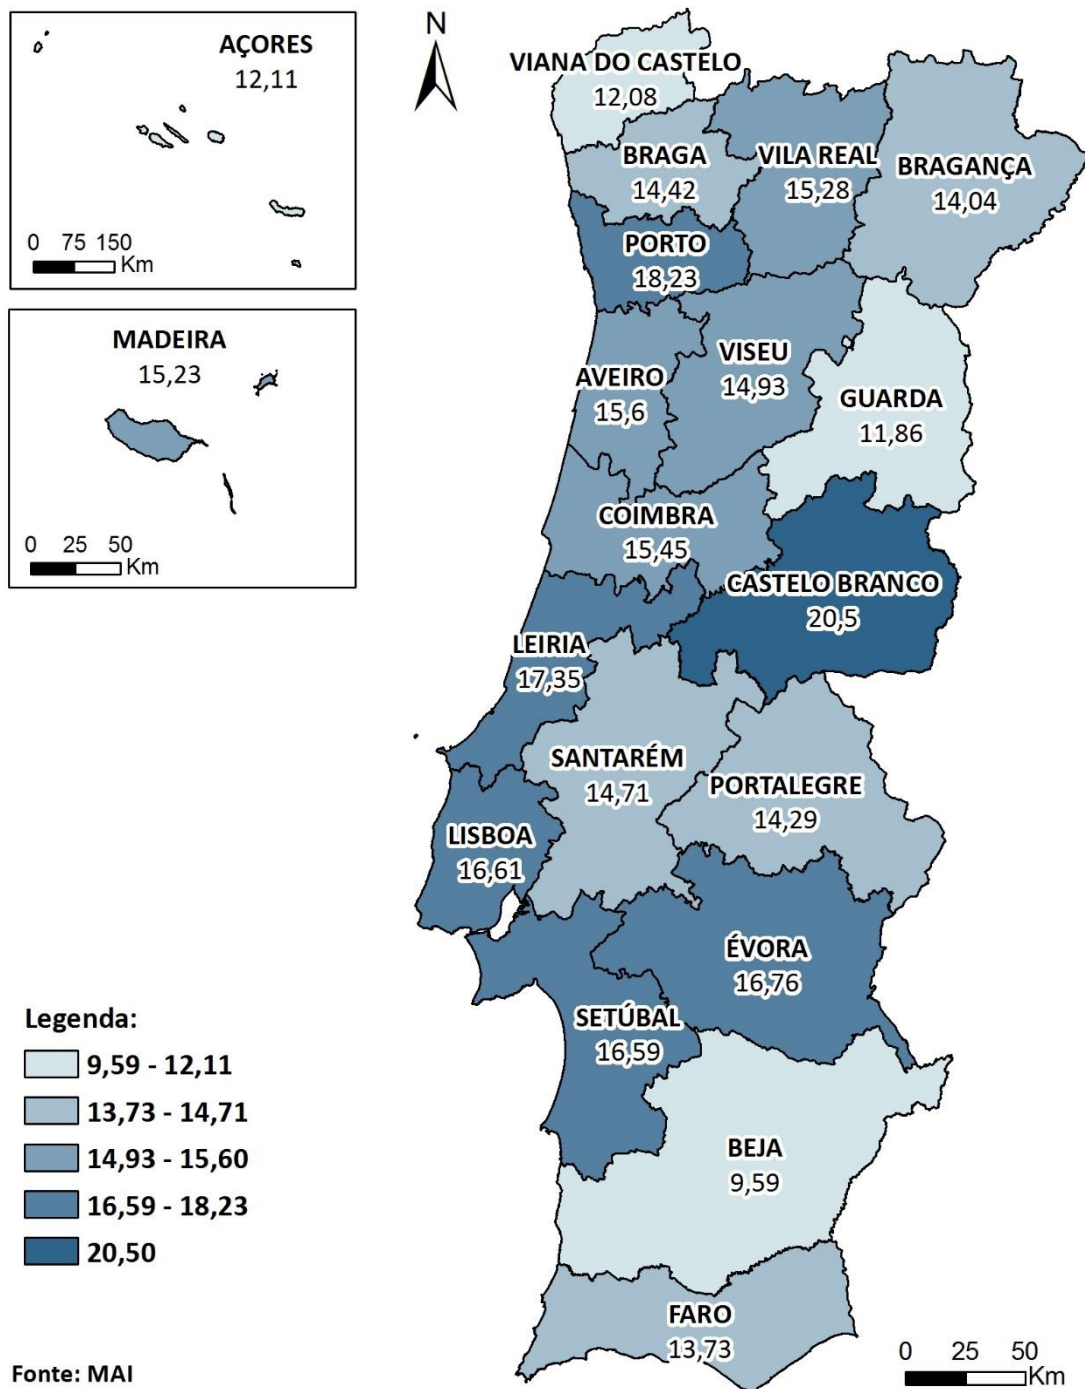 AÇORES
12,11
0 75 150
Km
MADEIRA
15,23
0 25 50
Km
N
VIANA DO CASTELO
12,08
BRAGA
14,42
VILA REAL
15,28
BRAGANÇA
14,04
PORTO
18,23
AVEIRO
15,6
VISEU
14,93
GUARDA
11,86
COIMBRA
15,45
CASTELO BRANCO
20,5
LEIRIA
17,35
SANTARÉM
14,71
PORTALEGRE
14,29
LISBOA
16,61
ÉVORA
16,76
SETÚBAL
16,59
BEJA
9,59
FARO
13,73
Legenda:
9,59 - 12,11
13,73 - 14,71
14,93 - 15,60
16,59 - 18,23
20,50
Fonte: MAI
0 25 50
Km